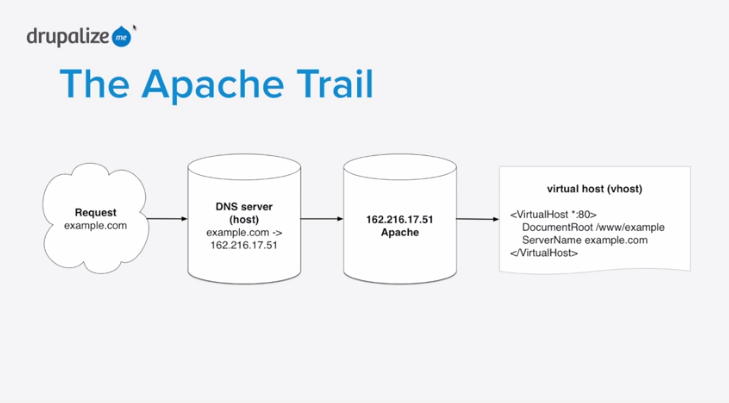 drupalize me
The Apache Trail
Request
example.com
DNS server
(host)
example.com ->
162.216.17.51
162.216.17.51
Apache
virtual host (vhost)
<VirtualHost *:80>
DocumentRoot /www/example
ServerName example.com
</VirtualHost>